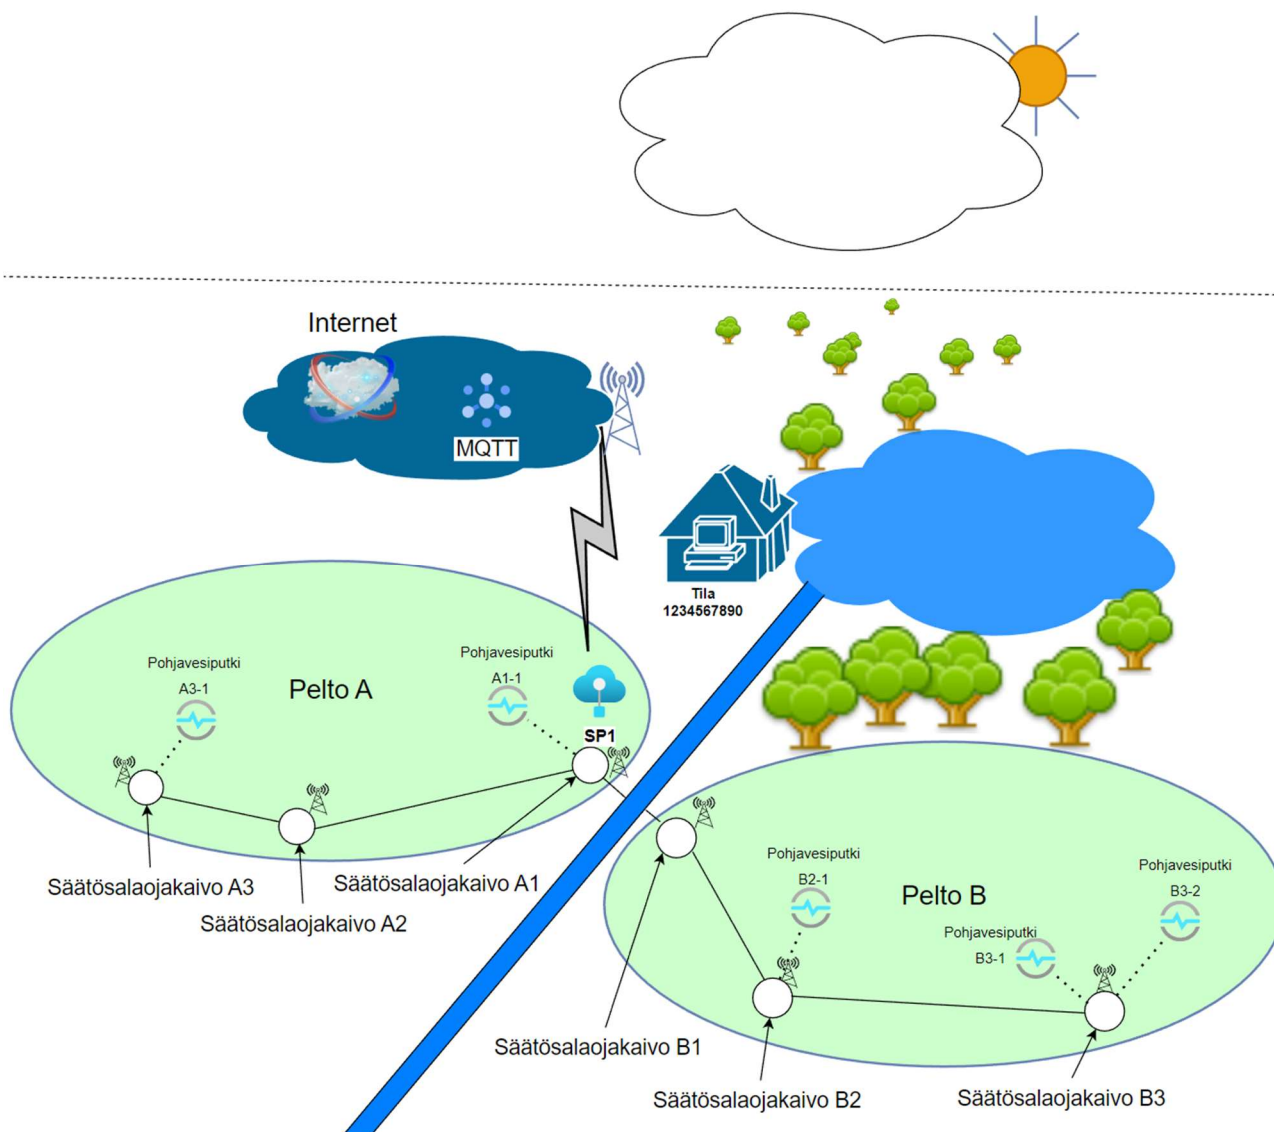 Internet
MQTT
Tila
1234567890
Pohjavesiputki
A3-1
Pelto A
Pohjavesiputki
A1-1
SP1
Säätösalaojakaivo A3
Säätösalaojakaivo A2
Säätösalaojakaivo A1
Pohjavesiputki
B2-1
Pelto B
Pohjavesiputki
B3-2
Pohjavesiputki
B3-1
Säätösalaojakaivo B1
Säätösalaojakaivo B2
Säätösalaojakaivo B3